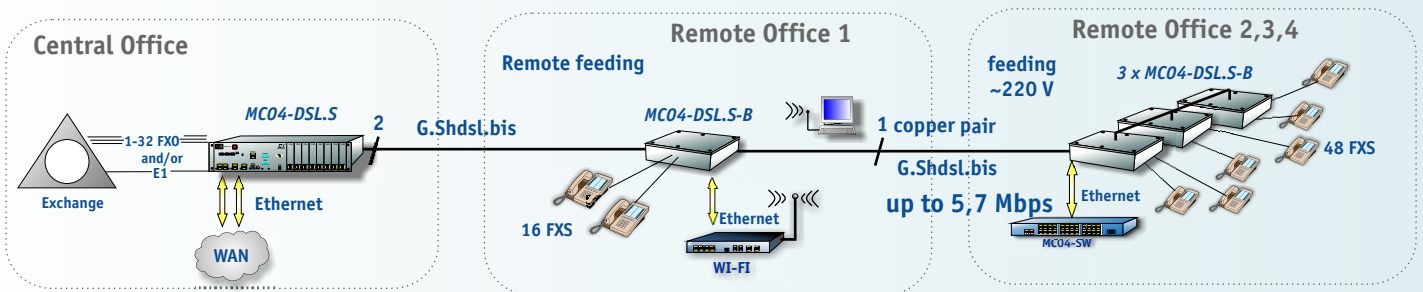 Central Office
MC04-DSL.S
1-32 FXO
and/or
E1
Exchange
Ethernet
WAN
2
G.Shdsl.bis
Remote Office 1
Remote feeding
MC04-DSL.S-B
16 FXS
Ethernet
WI-FI
1 copper pair
G.Shdsl.bis
up to 5,7 Mbps
Remote Office 2,3,4
feeding
~220 V
3 x MC04-DSL.S-B
48 FXS
Ethernet
MC04-SW